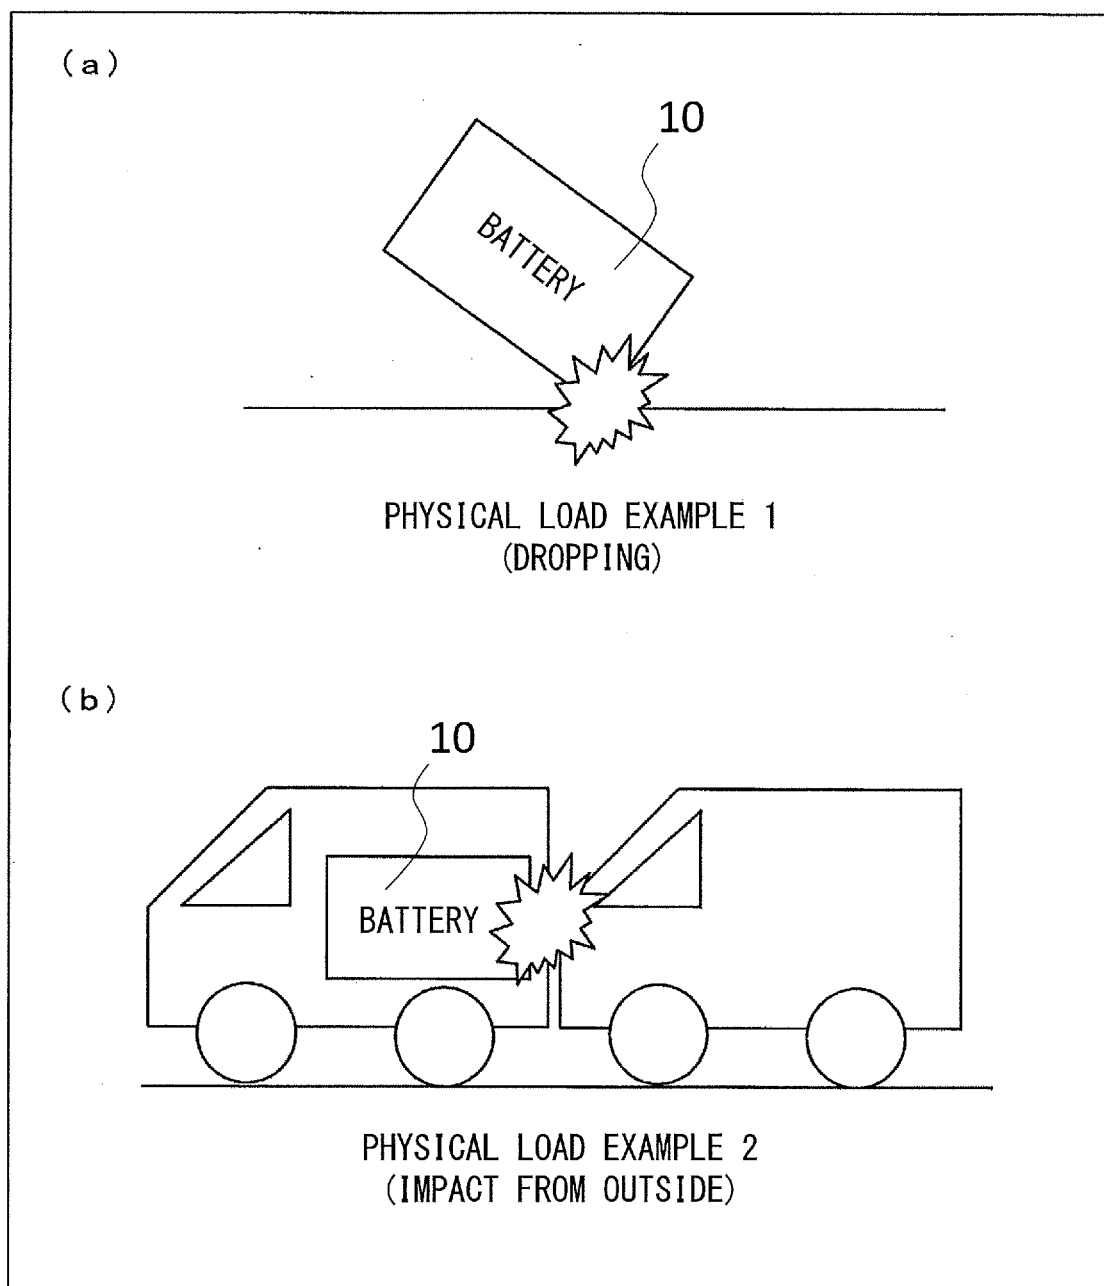 (a)
10
BATTERY
PHYSICAL LOAD EXAMPLE 1
(DROPPING)
(b)
10
BATTERY
PHYSICAL LOAD EXAMPLE 2
(IMPACT FROM OUTSIDE)